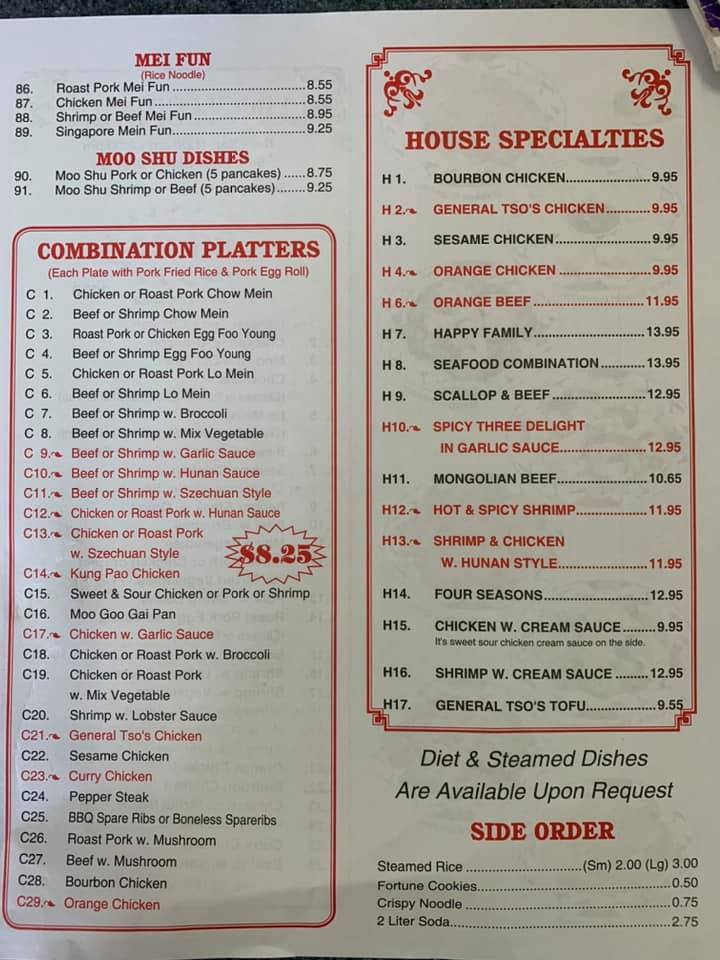 MEI FUN
(Rice Noodle)
86. Roast Pork Mei Fun ........ 8.55
87. Chicken Mei Fun ........ 8.55
88. Shrimp or Beef Mei Fun ........ 8.95
89. Singapore Mein Fun ........ 9.25
MOO SHU DISHES
90. Moo Shu Pork or Chicken (5 pancakes) ...... 8.75
91. Moo Shu Shrimp or Beef (5 pancakes) ........ 9.25
COMBINATION PLATTERS
(Each Plate with Pork Fried Rice & Pork Egg Roll)
C 1. Chicken or Roast Pork Chow Mein
C 2. Beef or Shrimp Chow Mein
C 3. Roast Pork or Chicken Egg Foo Young
C 4. Beef or Shrimp Egg Foo Young
C 5. Chicken or Roast Pork Lo Mein
C 6. Beef or Shrimp Lo Mein
C 7. Beef or Shrimp w. Broccoli
C 8. Beef or Shrimp w. Mix Vegetable
C 9. Beef or Shrimp w. Garlic Sauce
C10. Beef or Shrimp w. Hunan Sauce
C11. Beef or Shrimp w. Szechuan Style
C12. Chicken or Roast Pork w. Hunan Sauce
C13. Chicken or Roast Pork
w. Szechuan Style
$8.25
C14. Kung Pao Chicken
C15. Sweet & Sour Chicken or Pork or Shrimp
C16. Moo Goo Gai Pan
C17. Chicken w. Garlic Sauce
C18. Chicken or Roast Pork w. Broccoli
C19. Chicken or Roast Pork
w. Mix Vegetable
C20. Shrimp w. Lobster Sauce
C21. General Tso's Chicken
C22. Sesame Chicken
C23. Curry Chicken
C24. Pepper Steak
C25. BBQ Spare Ribs or Boneless Spareribs
C26. Roast Pork w. Mushroom
C27. Beef w. Mushroom
C28. Bourbon Chicken
C29. Orange Chicken
HOUSE SPECIALTIES
H 1. BOURBON CHICKEN ........ 9.95
H 2. GENERAL TSO'S CHICKEN ........ 9.95
H 3. SESAME CHICKEN ........ 9.95
H 4. ORANGE CHICKEN ........ 9.95
H 6. ORANGE BEEF ........ 11.95
H 7. HAPPY FAMILY ........ 13.95
H 8. SEAFOOD COMBINATION ........ 13.95
H 9. SCALLOP & BEEF ........ 12.95
H10. SPICY THREE DELIGHT
IN GARLIC SAUCE ........ 12.95
H11. MONGOLIAN BEEF ........ 10.65
H12. HOT & SPICY SHRIMP ........ 11.95
H13. SHRIMP & CHICKEN
W. HUNAN STYLE ........ 11.95
H14. FOUR SEASONS ........ 12.95
H15. CHICKEN W. CREAM SAUCE ........ 9.95
It's sweet sour chicken cream sauce on the side.
H16. SHRIMP W. CREAM SAUCE ........ 12.95
H17. GENERAL TSO'S TOFU ........ 9.55
Diet & Steamed Dishes
Are Available Upon Request
SIDE ORDER
Steamed Rice ........ (Sm) 2.00 (Lg) 3.00
Fortune Cookies ........ 0.50
Crispy Noodle ........ 0.75
2 Liter Soda ........ 2.75